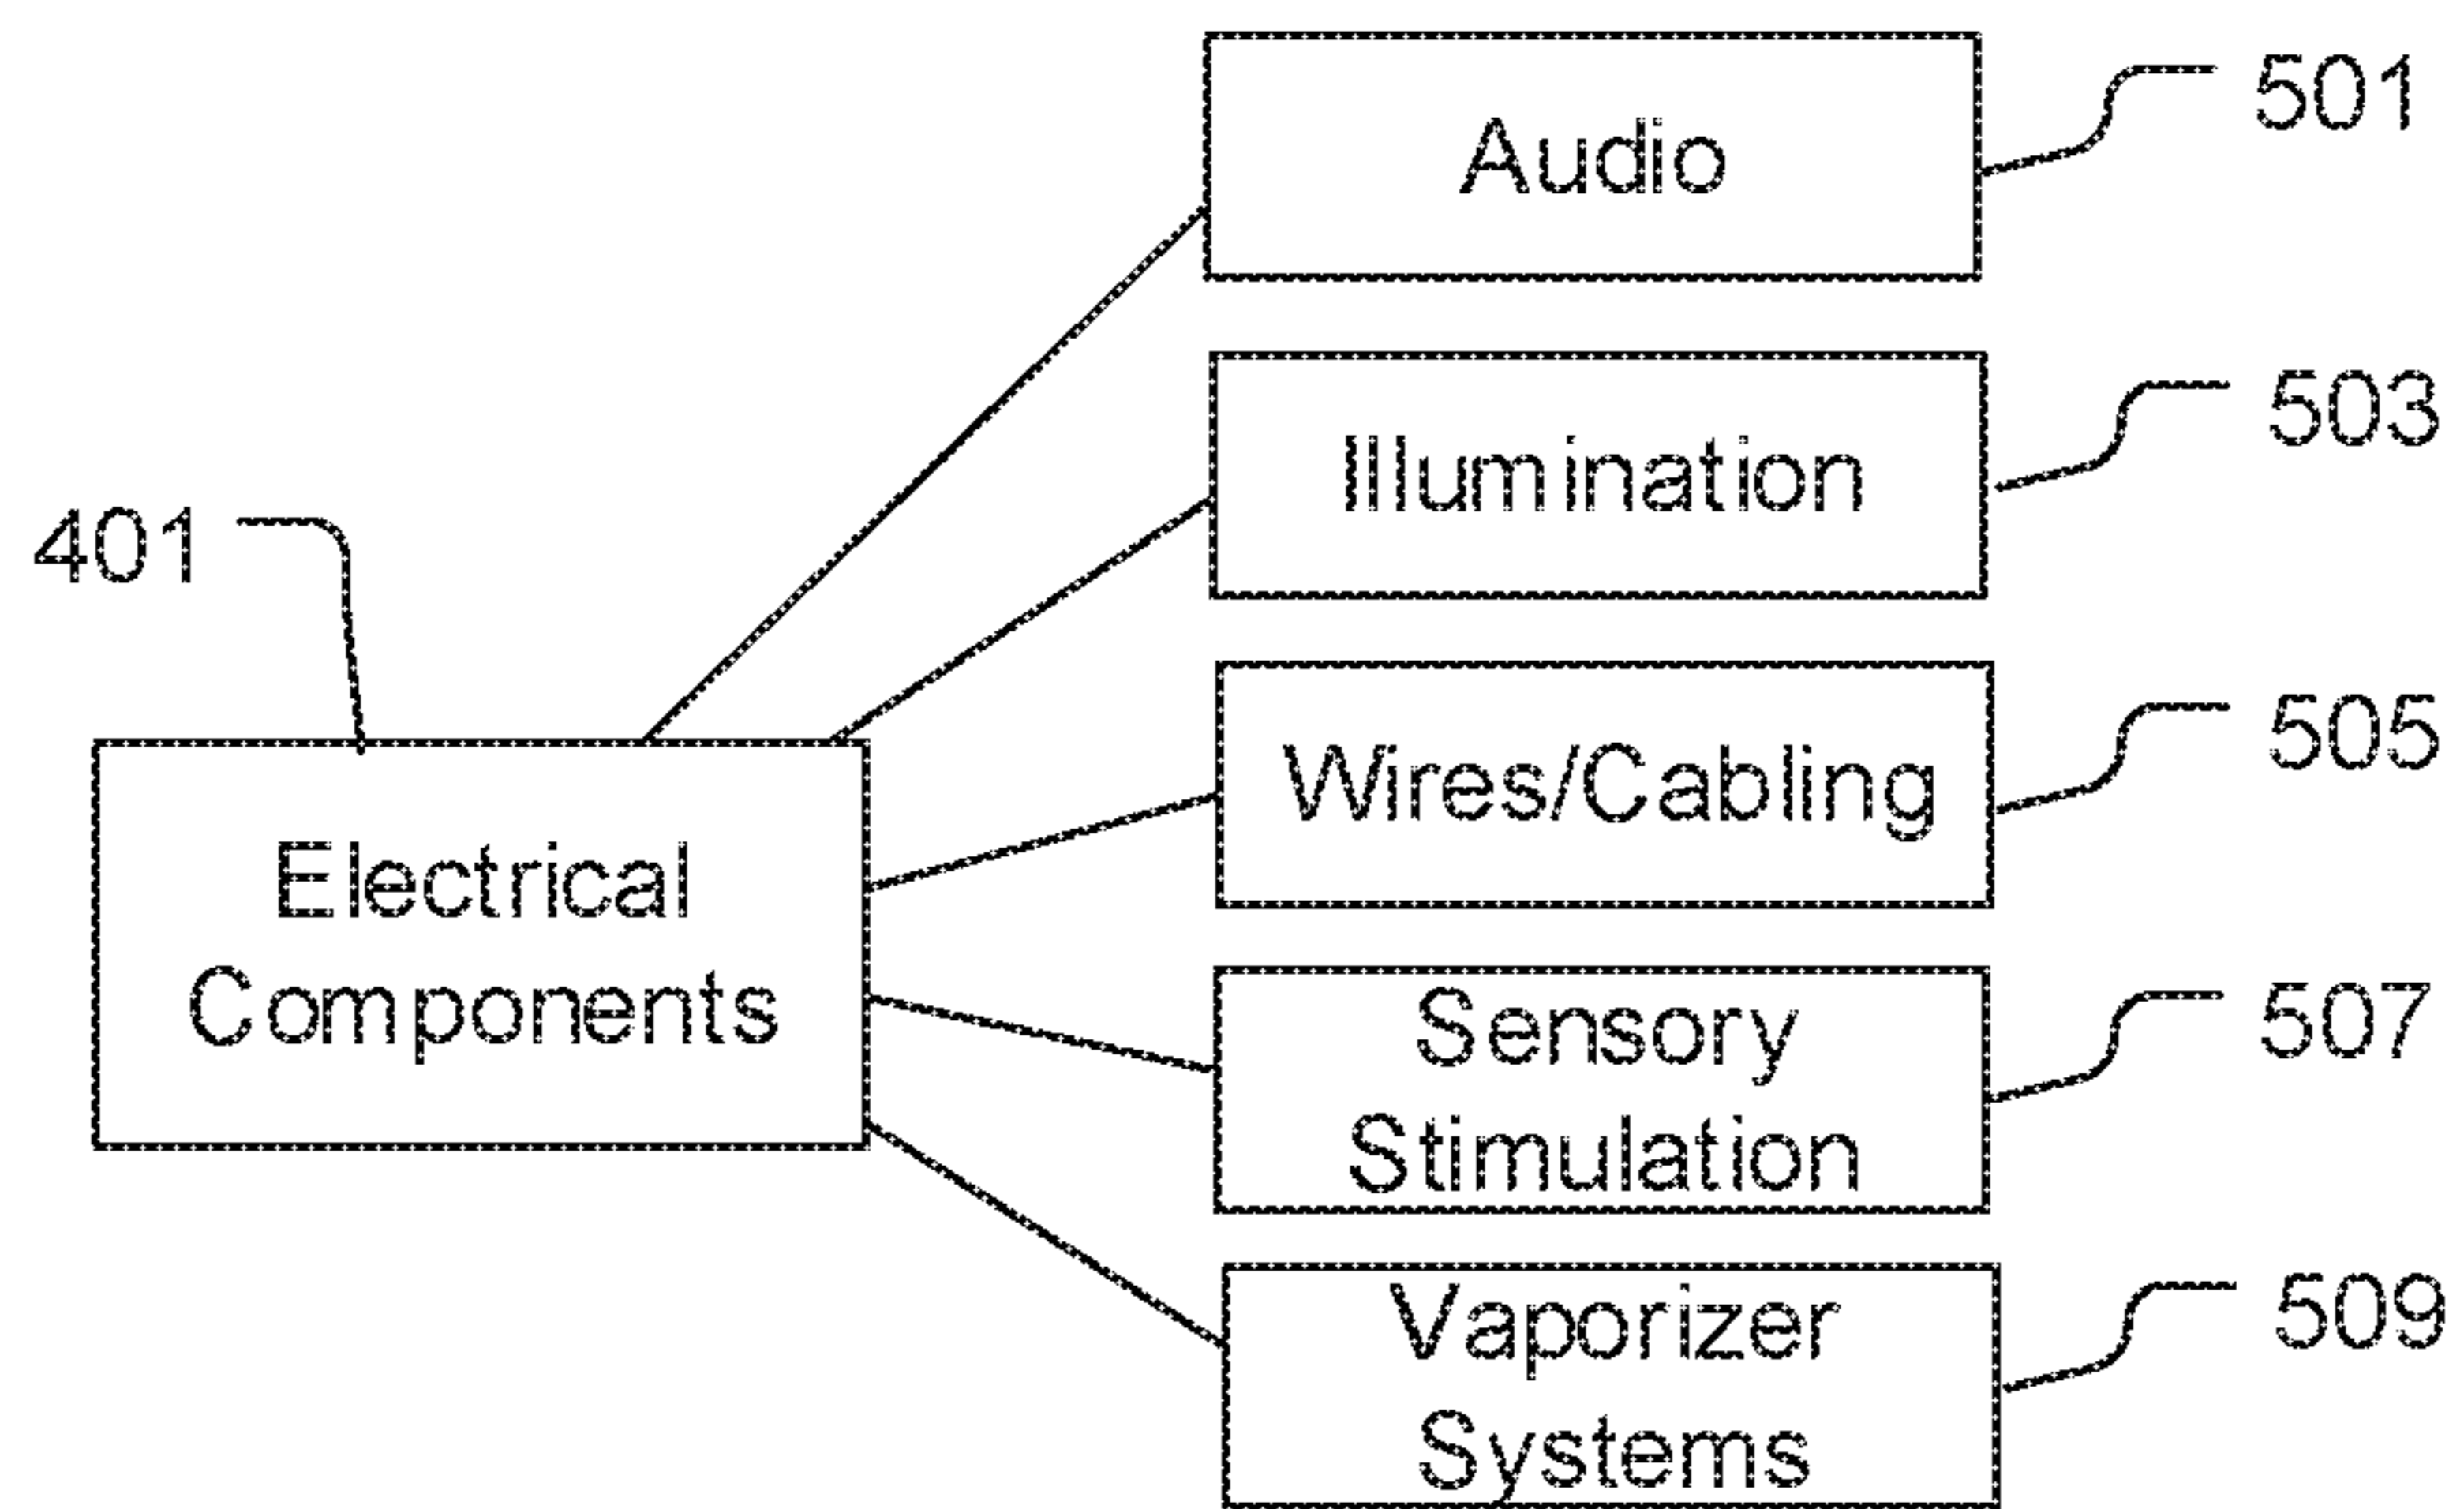 Audio
501
Illumination
503
401
Wires/Cabling
505
Electrical
Components
Sensory
Stimulation
507
Vaporizer
Systems
509